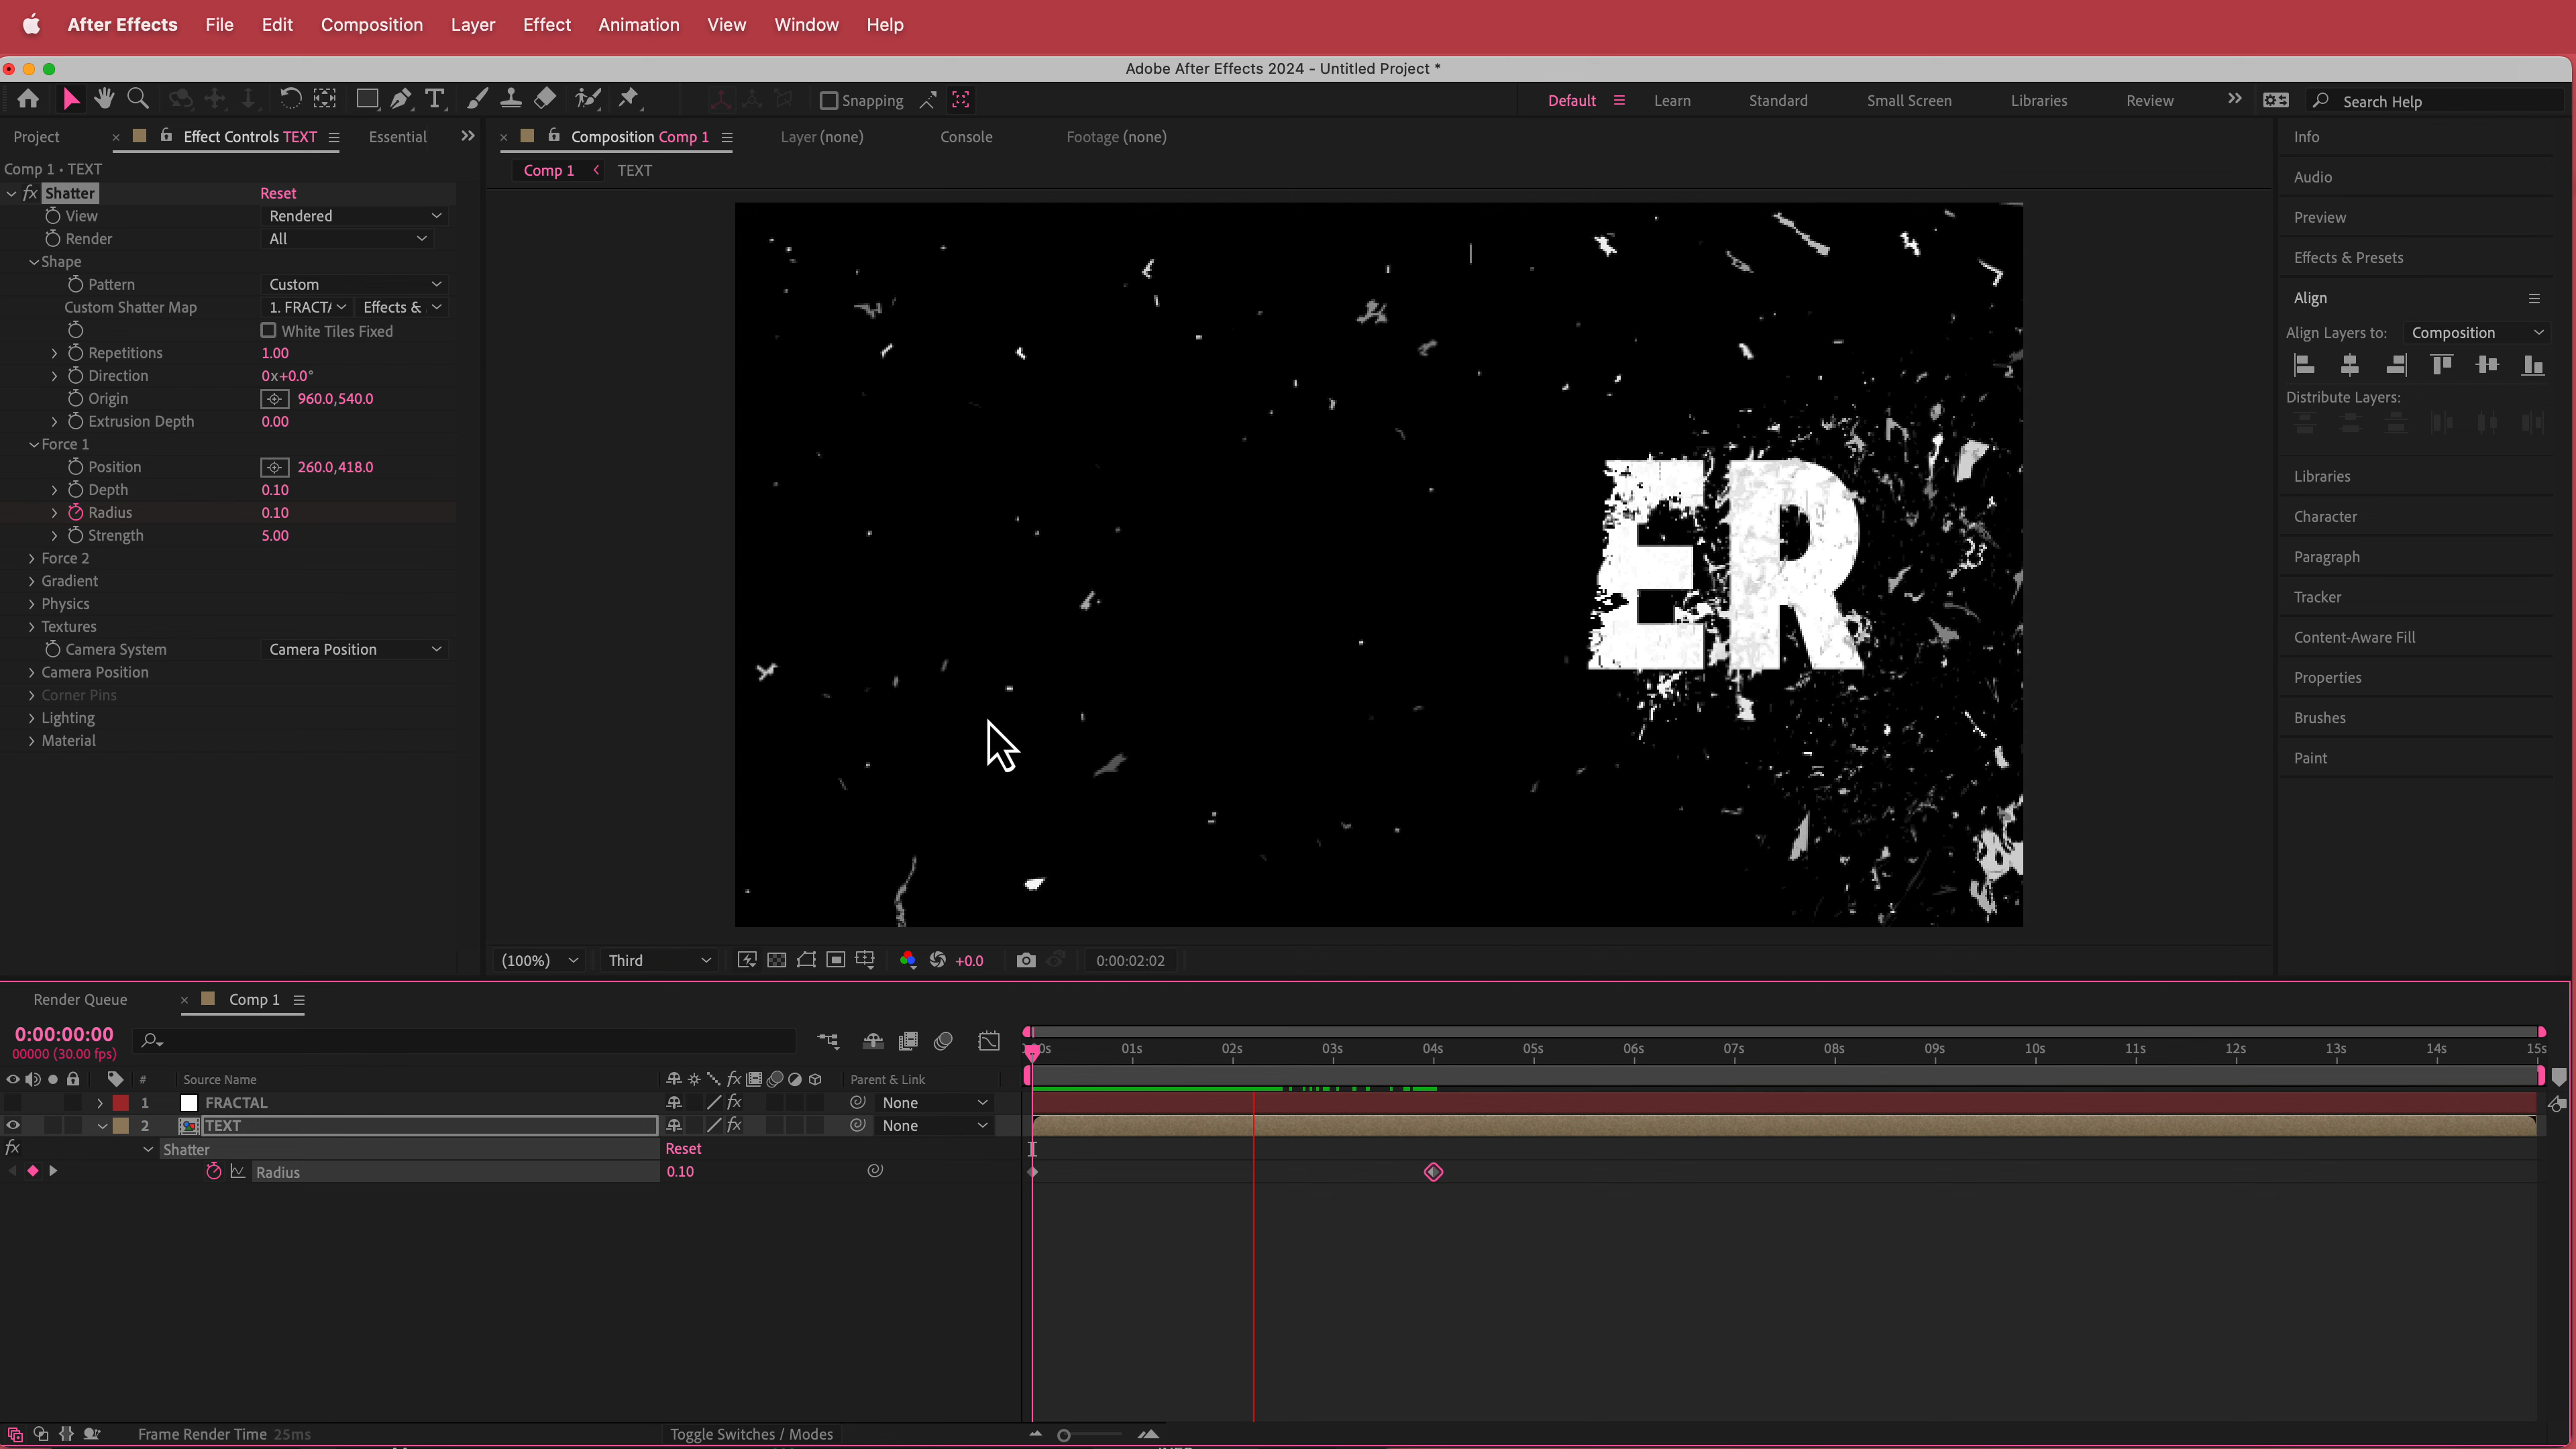 After Effects File Edit Composition Layer Effect Animation View Window Help
Adobe After Effects 2024 - Untitled Project *
Snapping Default Learn Standard Small Screen Libraries Review Search Help
Project Effect Controls TEXT Essential
Comp 1 • TEXT
fx Shatter Reset
View Rendered
Render All
Shape
Pattern Custom
Custom Shatter Map 1. FRACT Effects &
White Tiles Fixed
Repetitions 1.00
Direction 0x+0.0°
Origin 960.0,540.0
Extrusion Depth 0.00
Force 1
Position 260.0,418.0
Depth 0.10
Radius 0.10
Strength 5.00
Force 2
Gradient
Physics
Textures
Camera System Camera Position
Camera Position
Corner Pins
Lighting
Material
Composition Comp 1 Layer (none) Console Footage (none)
Comp 1 TEXT
ER
(100%) Third +0.0 0:00:02:02
Info
Audio
Preview
Effects & Presets
Align
Align Layers to: Composition
Distribute Layers:
Libraries
Character
Paragraph
Tracker
Content-Aware Fill
Properties
Brushes
Paint
Render Queue Comp 1
0:00:00:00
00000 (30.00 fps)
01s 02s 03s 04s 05s 06s 07s 08s 09s 10s 11s 12s 13s 14s 15s
# Source Name fx Parent & Link
1 FRACTAL fx None
2 TEXT fx None
fx Shatter Reset
Radius 0.10
Frame Render Time 25ms Toggle Switches / Modes